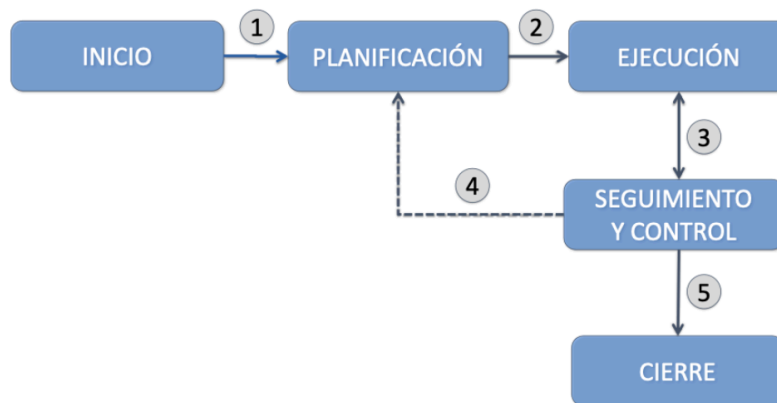 1
2
INICIO
PLANIFICACIÓN
EJECUCIÓN
3
4
SEGUIMIENTO
Y CONTROL
5
CIERRE